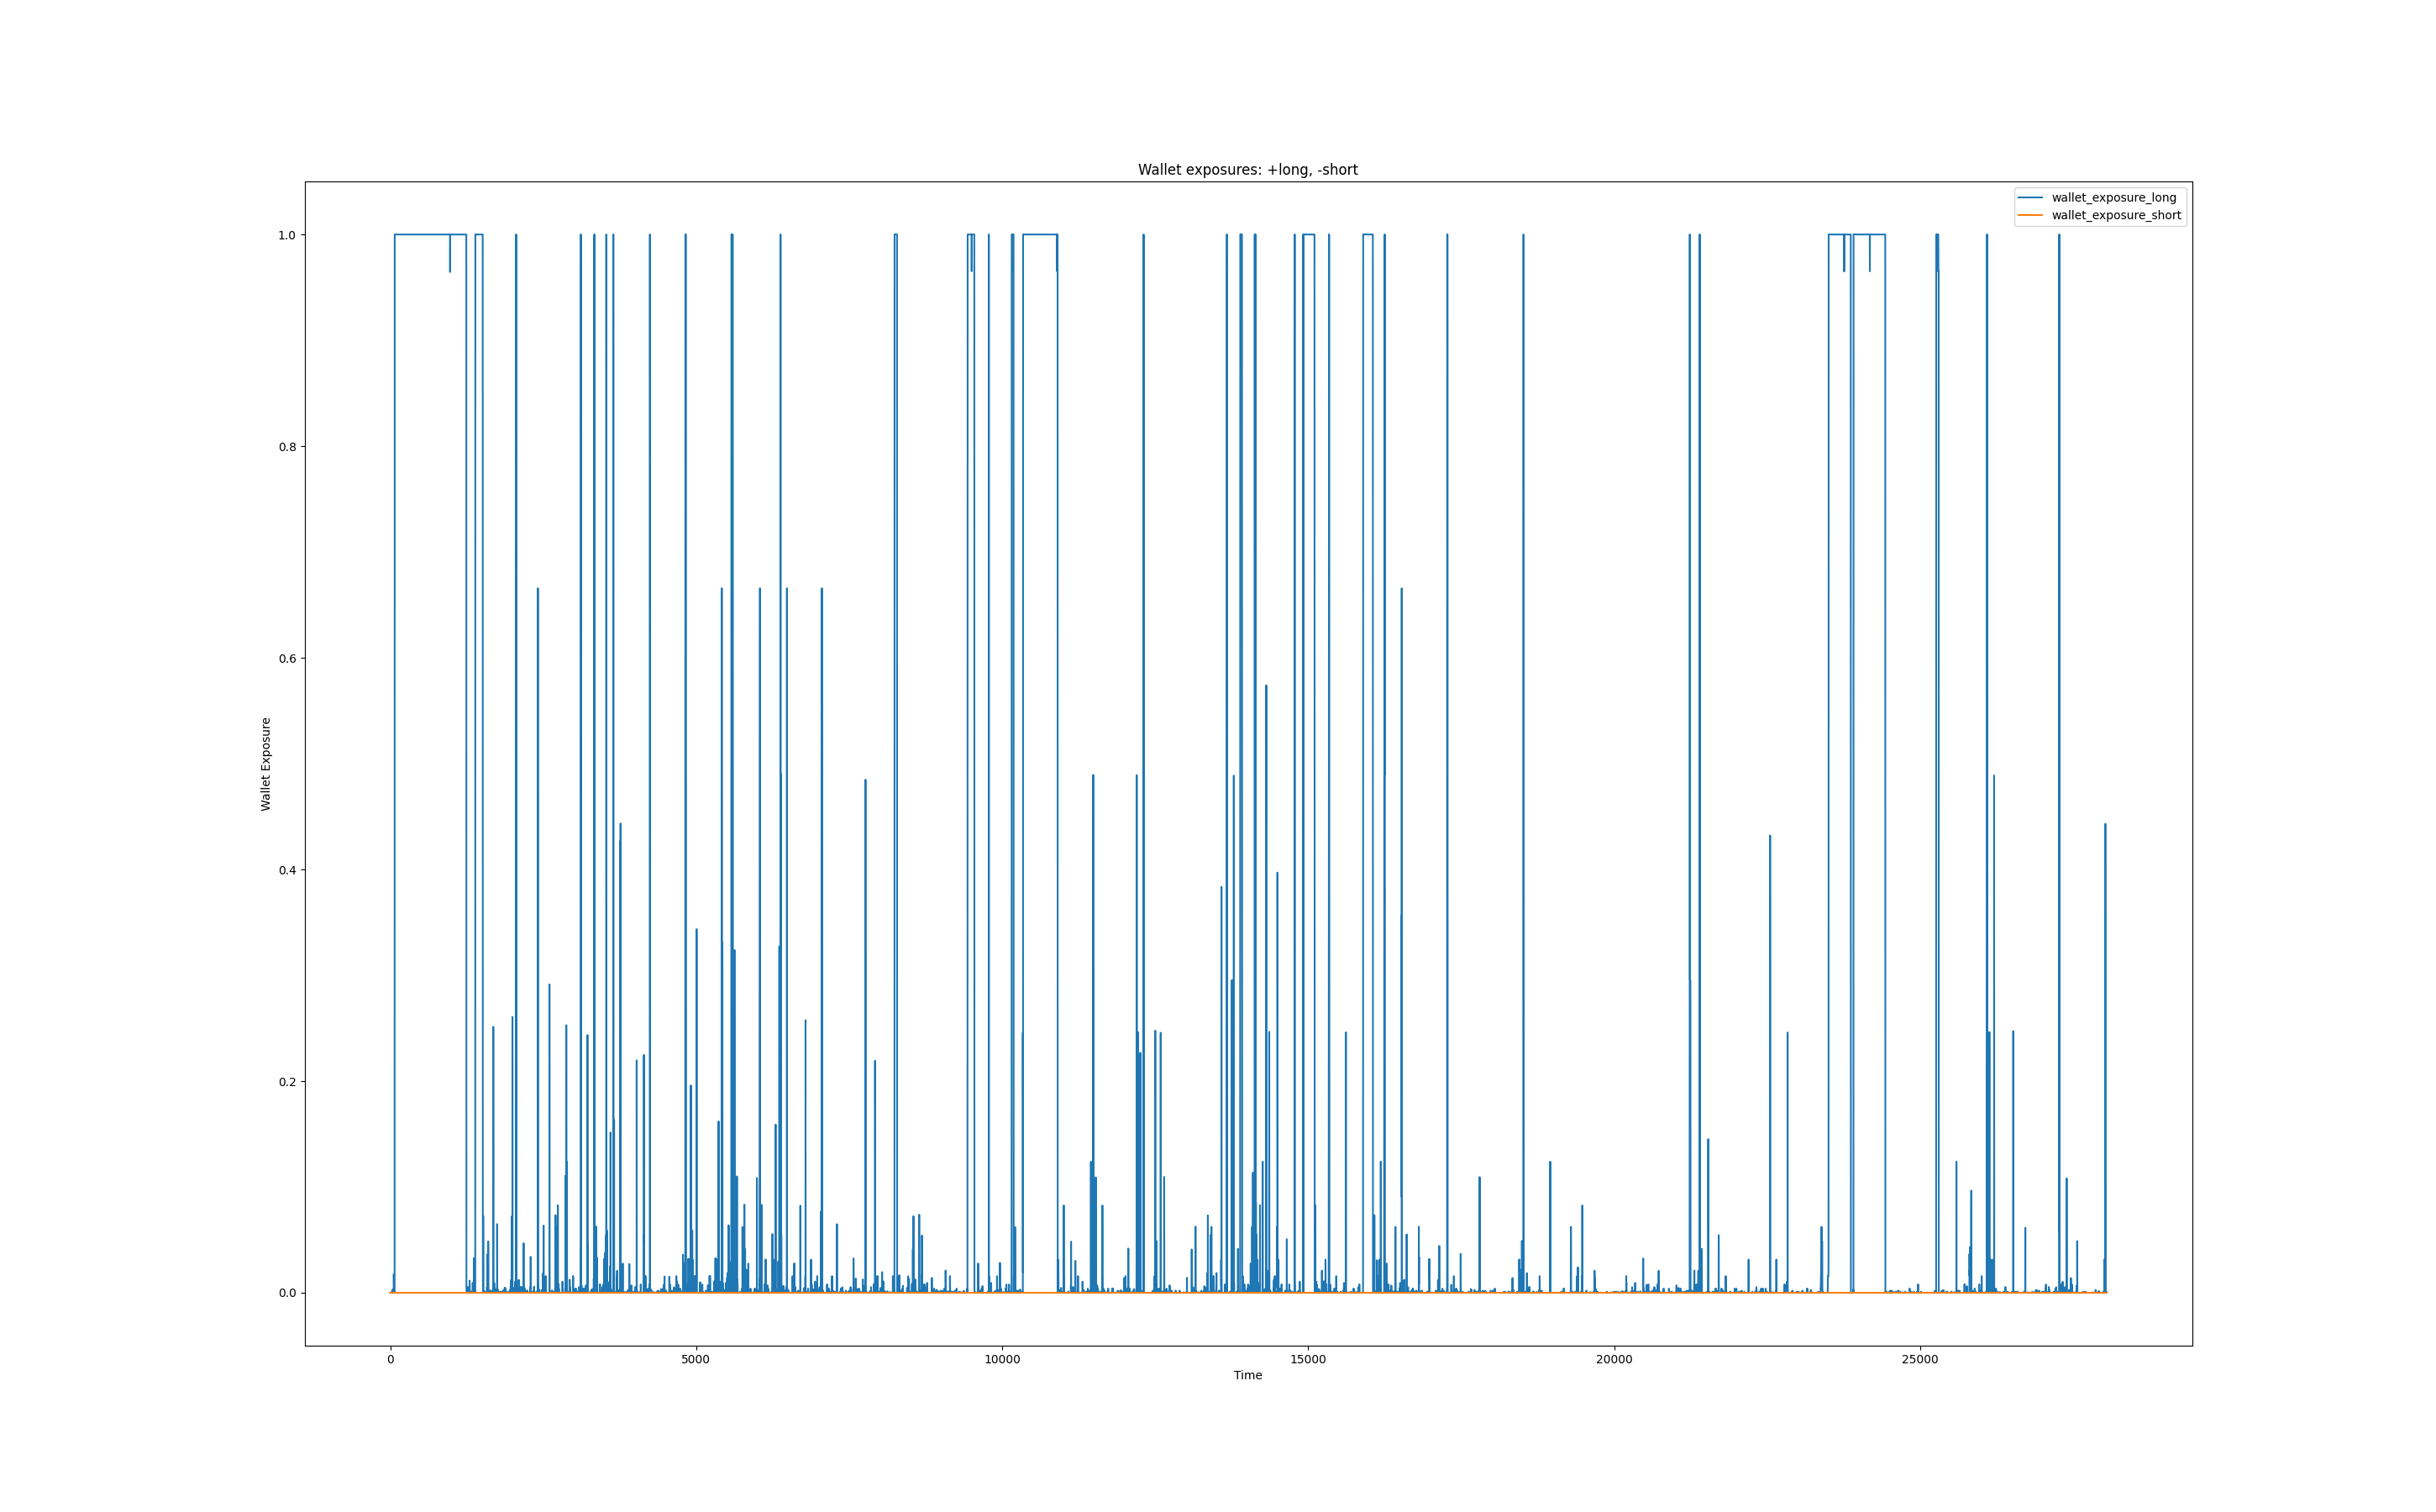 Wallet exposures: +long, -short
wallet_exposure_long
wallet_exposure_short
1.0
0.8
0.6
0.4
0.2
0.0
Wallet Exposure
0
5000
10000
15000
20000
25000
Time